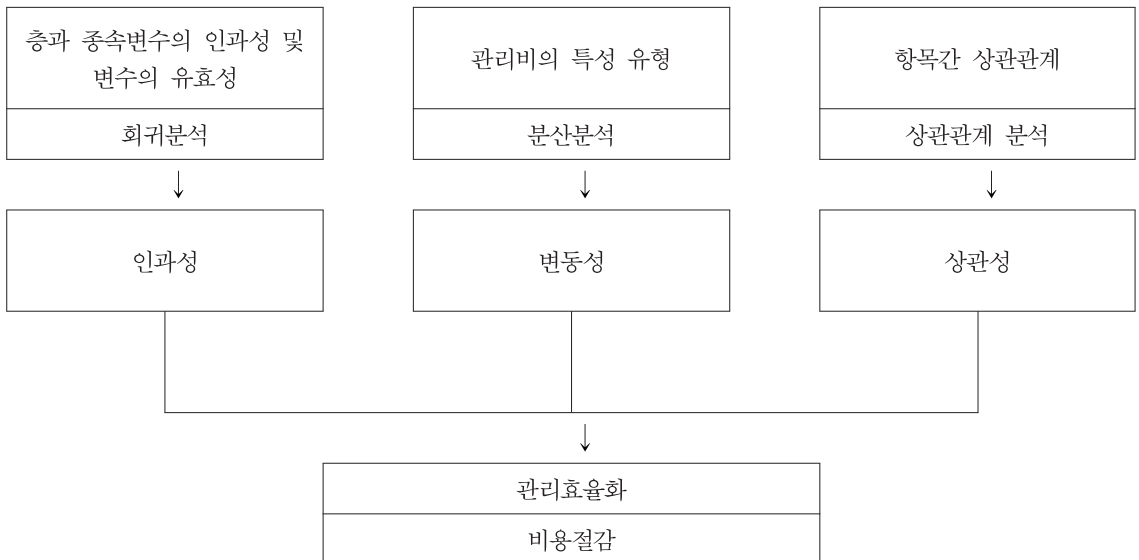 층과 종속변수의 인과성 및
변수의 유효성
회귀분석
관리비의 특성 유형
분산분석
항목간 상관관계
상관관계 분석
인과성
변동성
상관성
관리효율화
비용절감